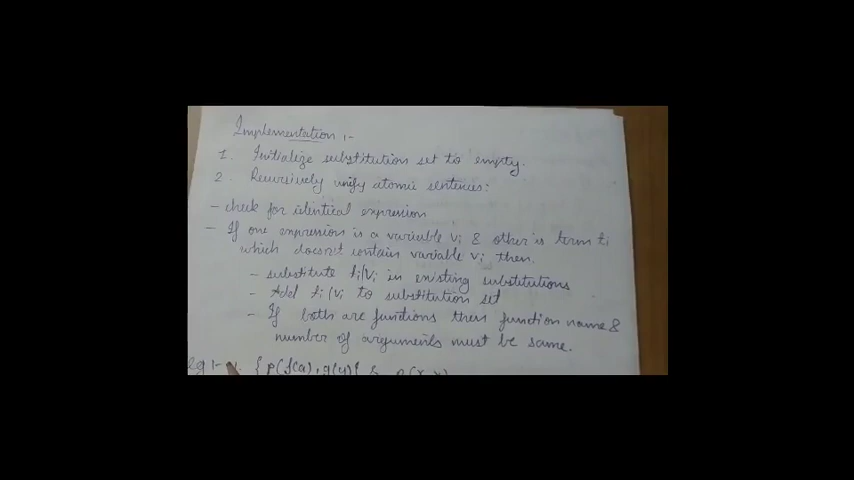 Implementation :-
1. Initialize substitution set to empty.
2. Recursively unify atomic sentences:
- check for identical expression
- If one expression is a variable vi & other is term ti
which doesn't contain variable vi then.
- substitute ti/vi in existing substitutions
- Add ti/vi to substitution set
- If both are functions then function name &
number of arguments must be same.
eg 1:- {p(f(a), g(y)} &